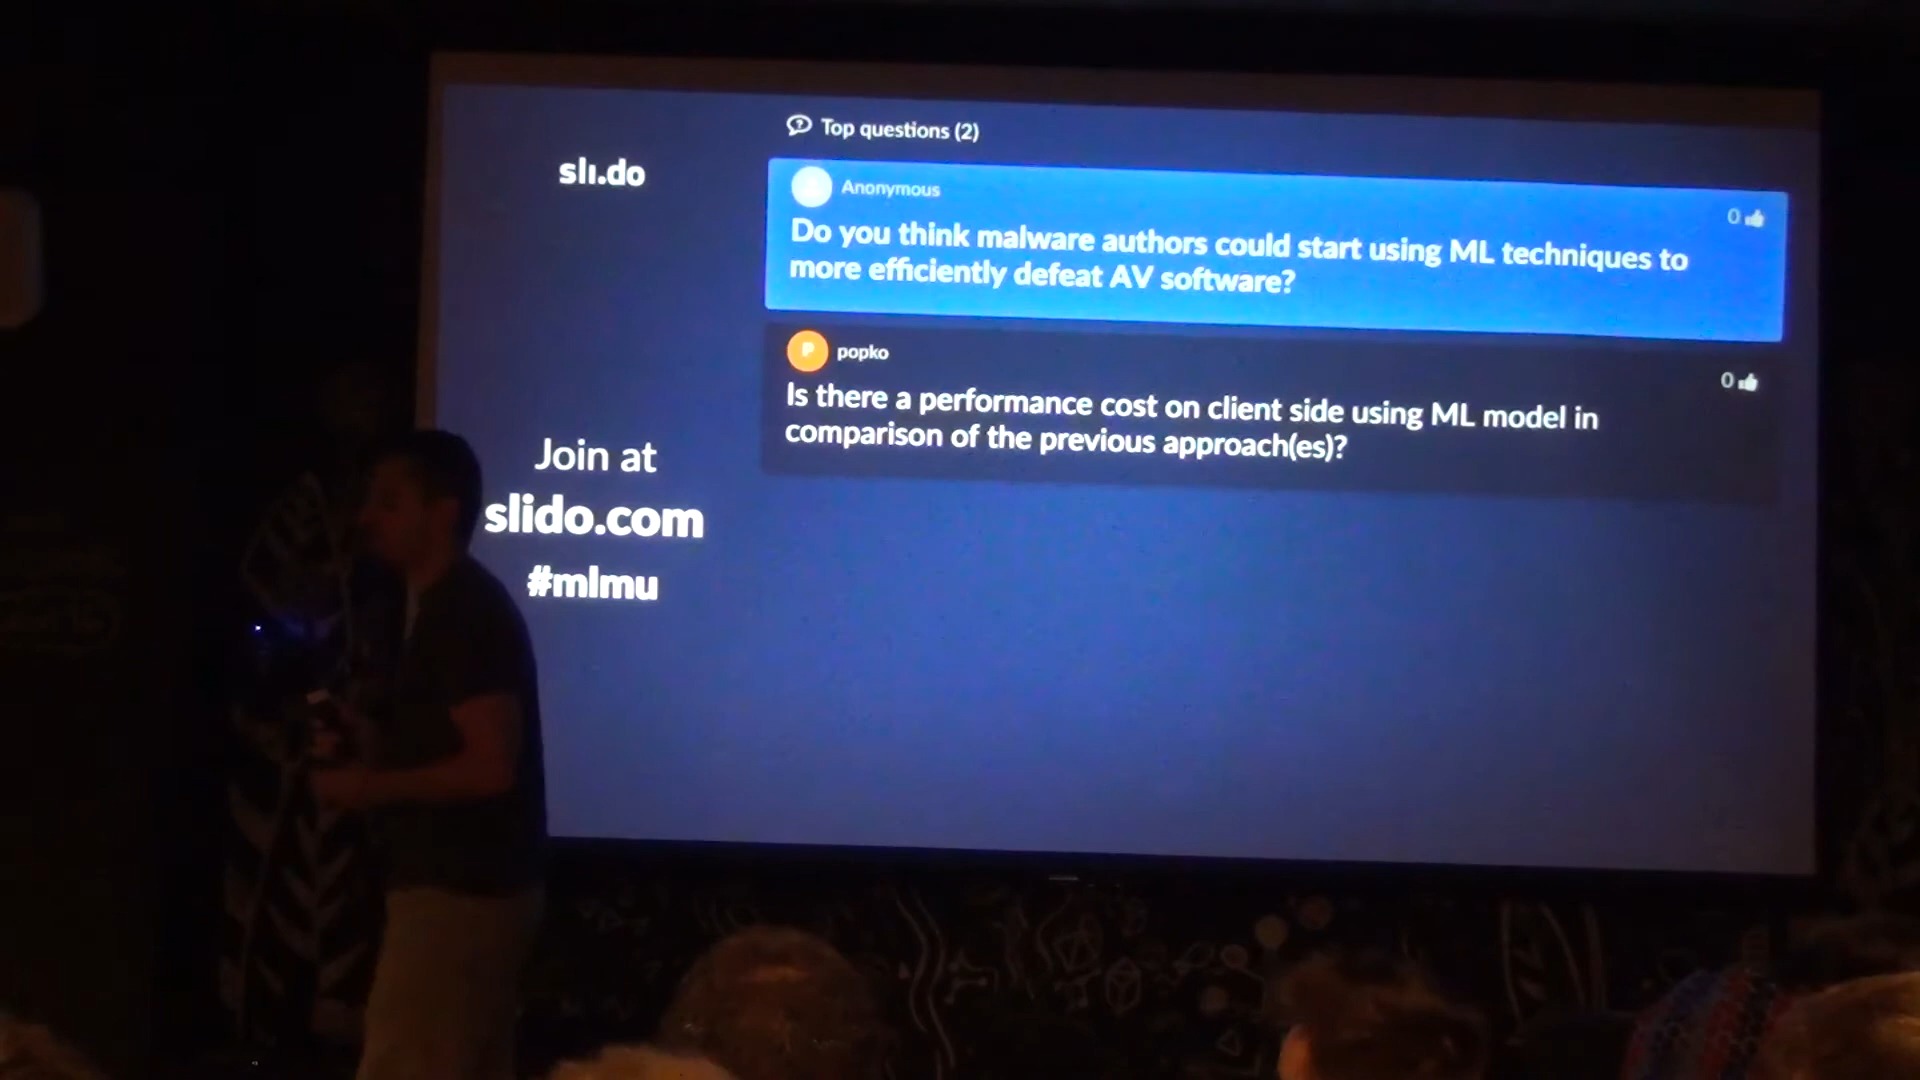 Top questions (2)
slı.do
Anonymous
0
Do you think malware authors could start using ML techniques to
more efficiently defeat AV software?
P popko
0
Is there a performance cost on client side using ML model in
comparison of the previous approach(es)?
Join at
slido.com
#mlmu